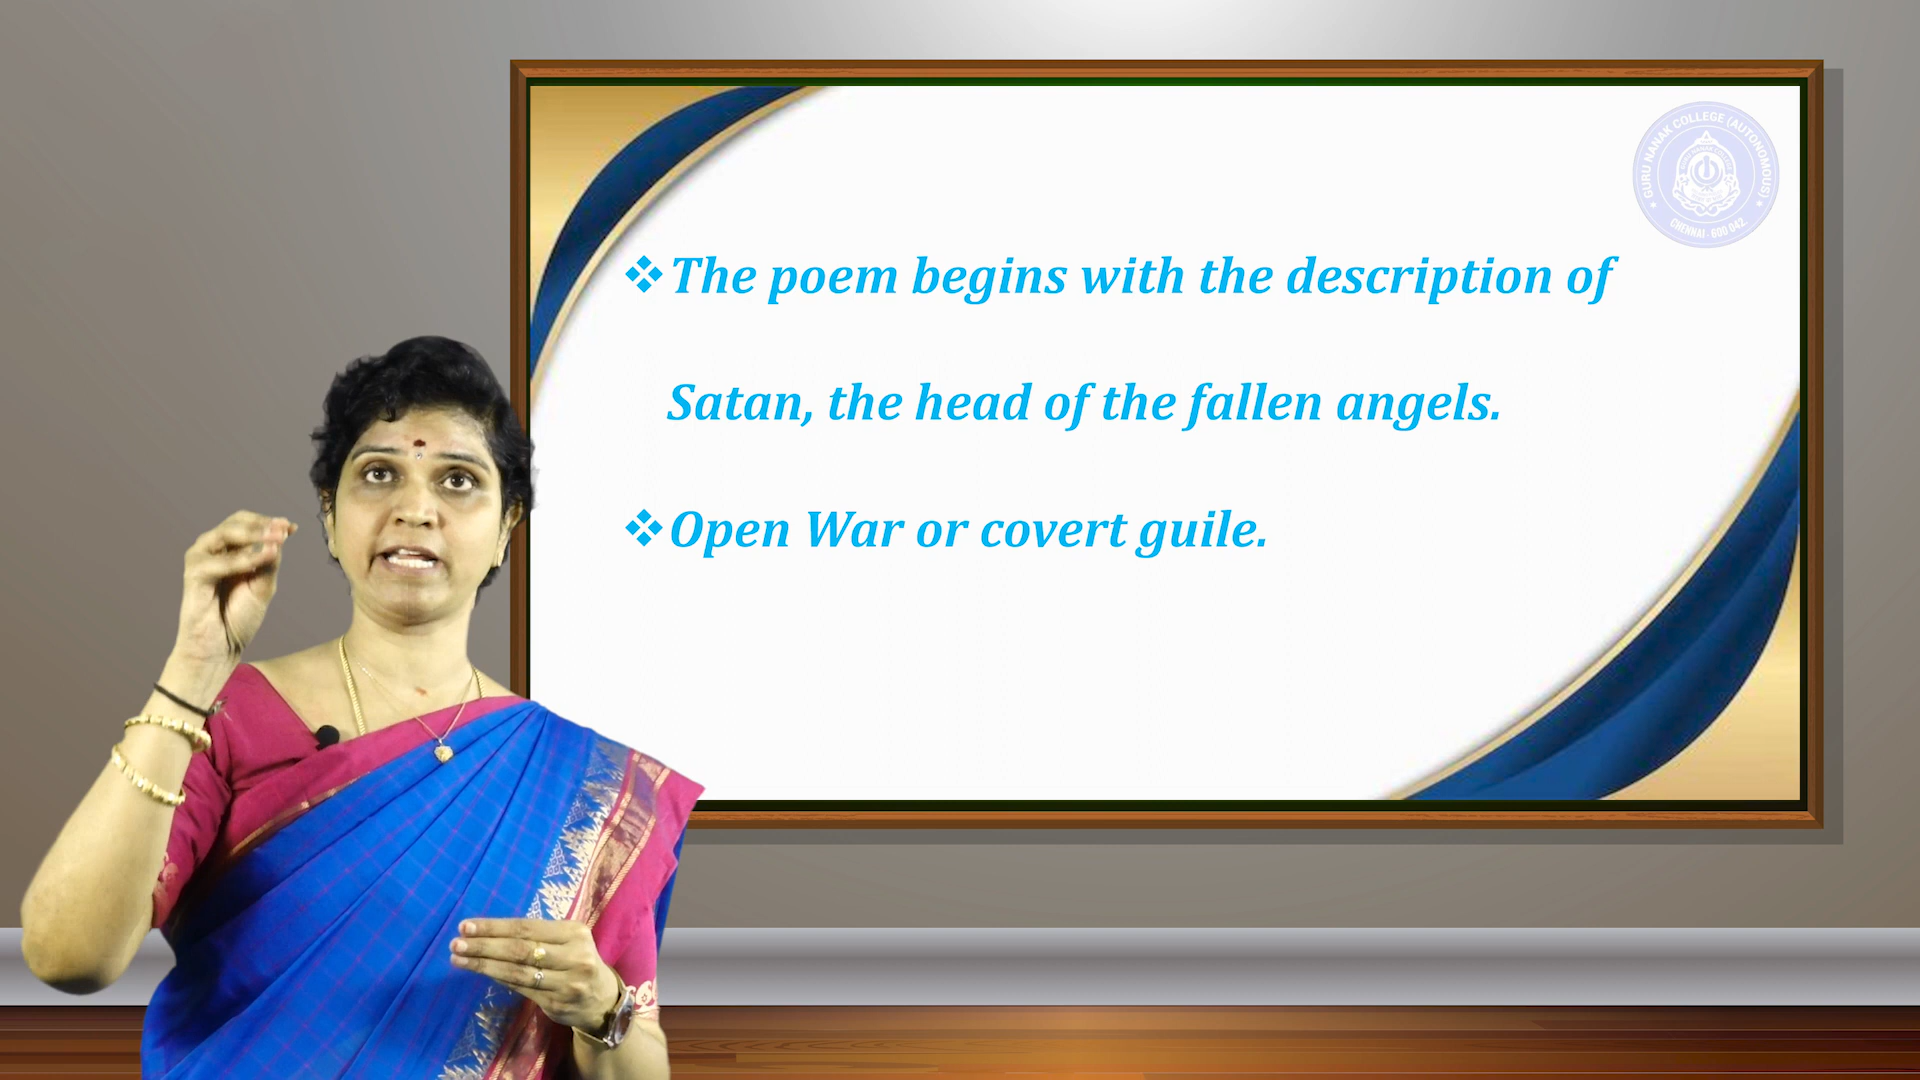 GURU NANAK COLLEGE (AUTONOMOUS)
CHENNAI - 600 042
❖The poem begins with the description of
Satan, the head of the fallen angels.
❖Open War or covert guile.